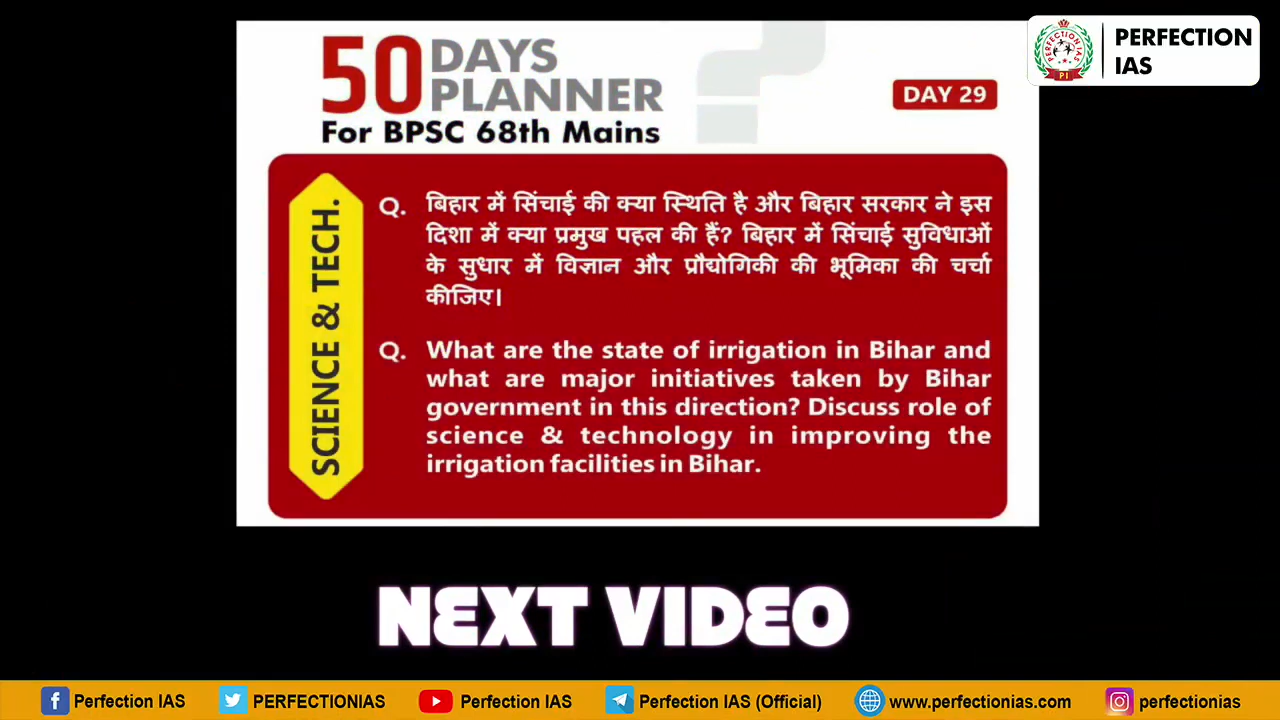 50 DAYS
PLANNER
For BPSC 68th Mains
DAY 29
PERFECTION
IAS
PERFECTION IAS
PI
SCIENCE & TECH.
Q. बिहार में सिंचाई की क्या स्थिति है और बिहार सरकार ने इस
दिशा में क्या प्रमुख पहल की हैं? बिहार में सिंचाई सुविधाओं
के सुधार में विज्ञान और प्रौद्योगिकी की भूमिका की चर्चा
कीजिए।
Q. What are the state of irrigation in Bihar and
what are major initiatives taken by Bihar
government in this direction? Discuss role of
science & technology in improving the
irrigation facilities in Bihar.
NEXT VIDEO
Perfection IAS PERFECTIONIAS Perfection IAS Perfection IAS (Official) www.perfectionias.com perfectionias